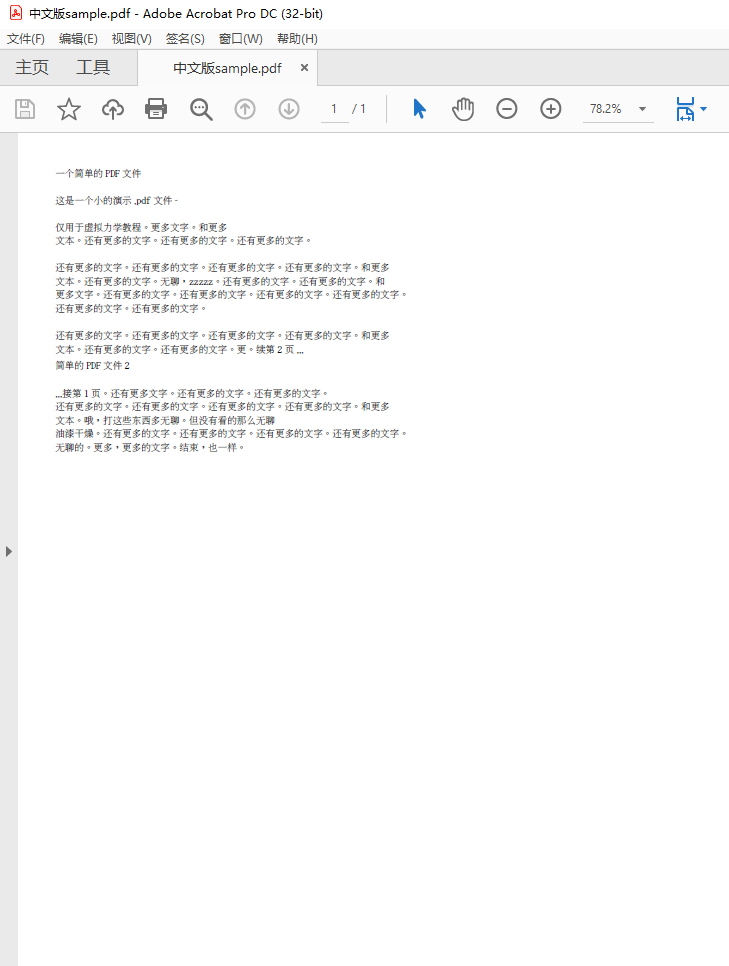 中文版sample.pdf - Adobe Acrobat Pro DC (32-bit)
文件(F) 编辑(E) 视图(V) 签名(S) 窗口(W) 帮助(H)
主页 工具 中文版sample.pdf ×
1 / 1 78.2%
一个简单的 PDF 文件
这是一个小的演示 .pdf 文件 -
仅用于虚拟力学教程。更多文字。和更多
文本。还有更多的文字。还有更多的文字。还有更多的文字。
还有更多的文字。还有更多的文字。还有更多的文字。还有更多的文字。和更多
文本。还有更多的文字。无聊，zzzzz。还有更多的文字。还有更多的文字。和
更多文字。还有更多的文字。还有更多的文字。还有更多的文字。还有更多的文字。
还有更多的文字。还有更多的文字。
还有更多的文字。还有更多的文字。还有更多的文字。还有更多的文字。和更多
文本。还有更多的文字。还有更多的文字。更。续第 2 页 ...
简单的 PDF 文件 2
...接第 1 页。还有更多文字。还有更多的文字。还有更多的文字。
还有更多的文字。还有更多的文字。还有更多的文字。还有更多的文字。和更多
文本。哦，打这些东西多无聊。但没有看的那么无聊
油漆干燥。还有更多的文字。还有更多的文字。还有更多的文字。还有更多的文字。
无聊的。更多，更多的文字。结束，也一样。